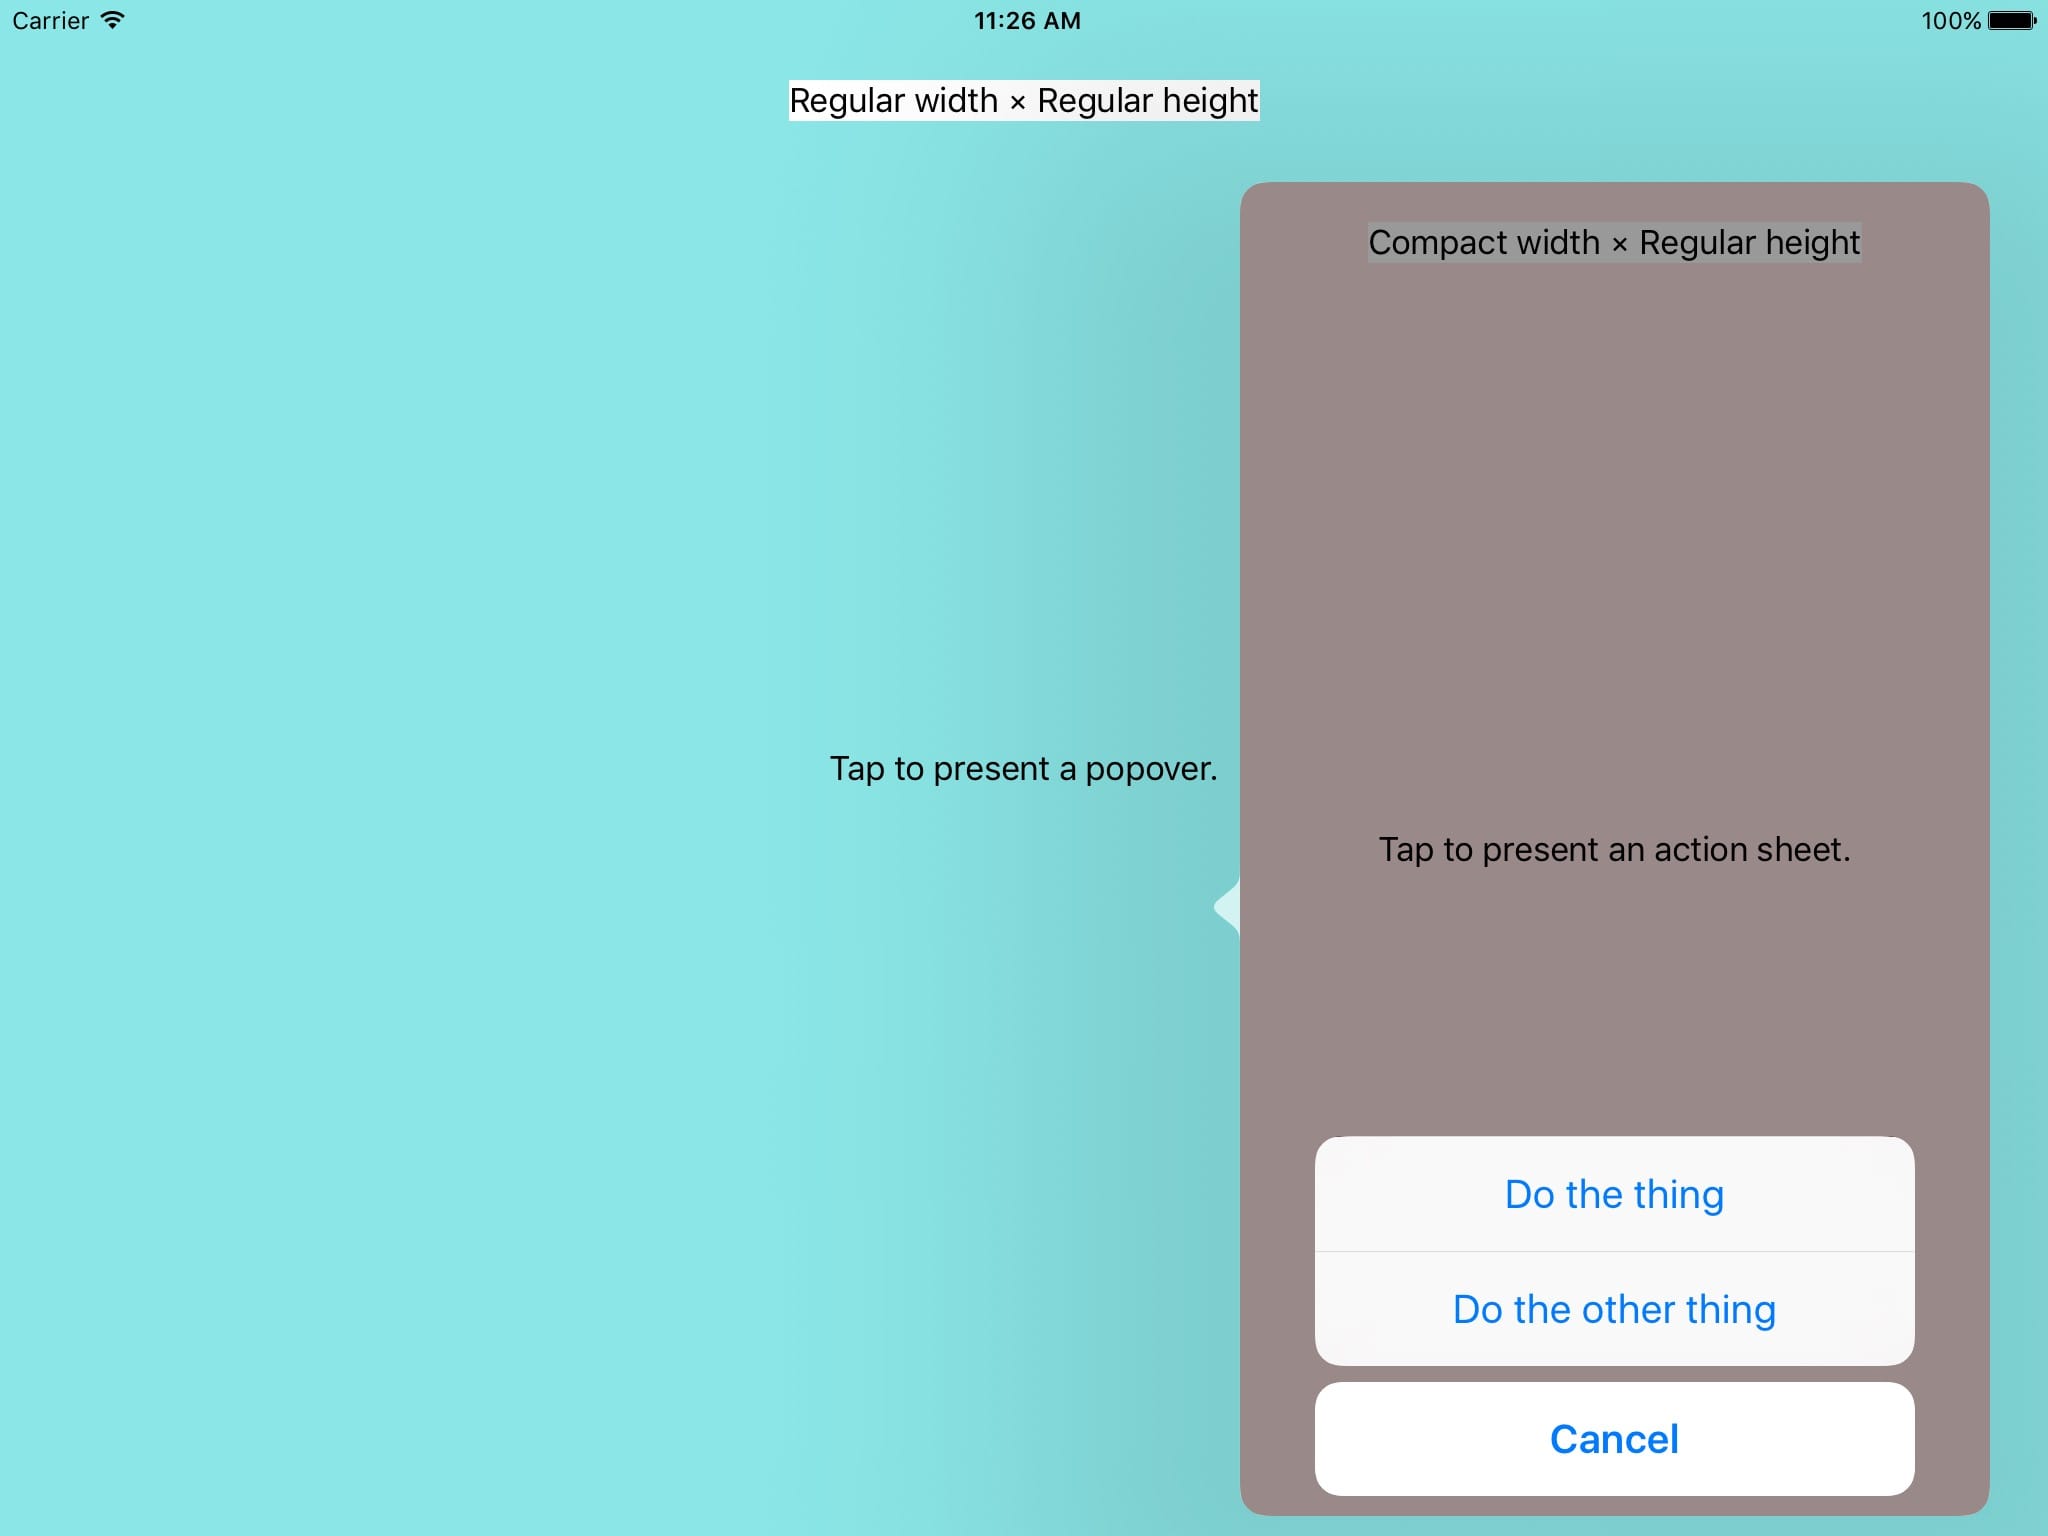 Carrier
11:26 AM
100%
Regular width × Regular height
Compact width × Regular height
Tap to present a popover.
Tap to present an action sheet.
Do the thing
Do the other thing
Cancel